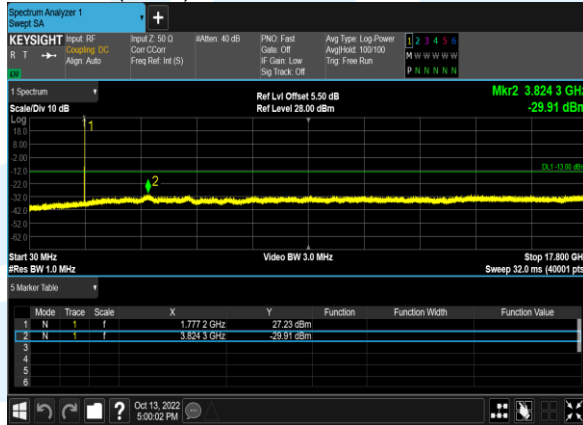 Spectrum Analyzer 1
Swept SA
+
KEYSIGHT Input: RF Input Z: 50 Ω #Atten: 40 dB PNO: Fast Avg Type: Log-Power 1 2 3 4 5 6
R T Coupling: DC Corr CCorr Gate: Off Avg|Hold: 100/100 M W W W W W
Align: Auto Freq Ref: Int (S) IF Gain: Low Trig: Free Run
Sig Track: Off P N N N N N
1 Spectrum Ref Lvl Offset 5.50 dB Mkr2 3.824 3 GHz
Scale/Div 10 dB Ref Level 28.00 dBm -29.91 dBm
Log
18.0
8.00
-2.00
-12.0
-22.0
-32.0
-42.0
-52.0
-62.0
1
2
DL1 -13.00 dBm
Start 30 MHz Video BW 3.0 MHz Stop 17.800 GH
#Res BW 1.0 MHz Sweep 32.0 ms (40001 pts
5 Marker Table
Mode Trace Scale X Y Function Function Width Function Value
1 N 1 f 1.777 2 GHz 27.23 dBm
2 N 1 f 3.824 3 GHz -29.91 dBm
3
4
5
6
? Oct 13, 2022
5:00:02 PM